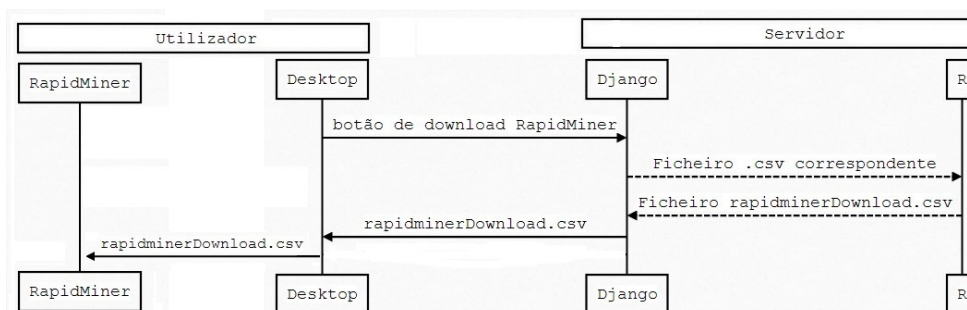 Utilizador
Servidor
RapidMiner
Desktop
Django
R
botão de download RapidMiner
Ficheiro .csv correspondente
Ficheiro rapidminerDownload.csv
rapidminerDownload.csv
rapidminerDownload.csv
RapidMiner
Desktop
Django
R